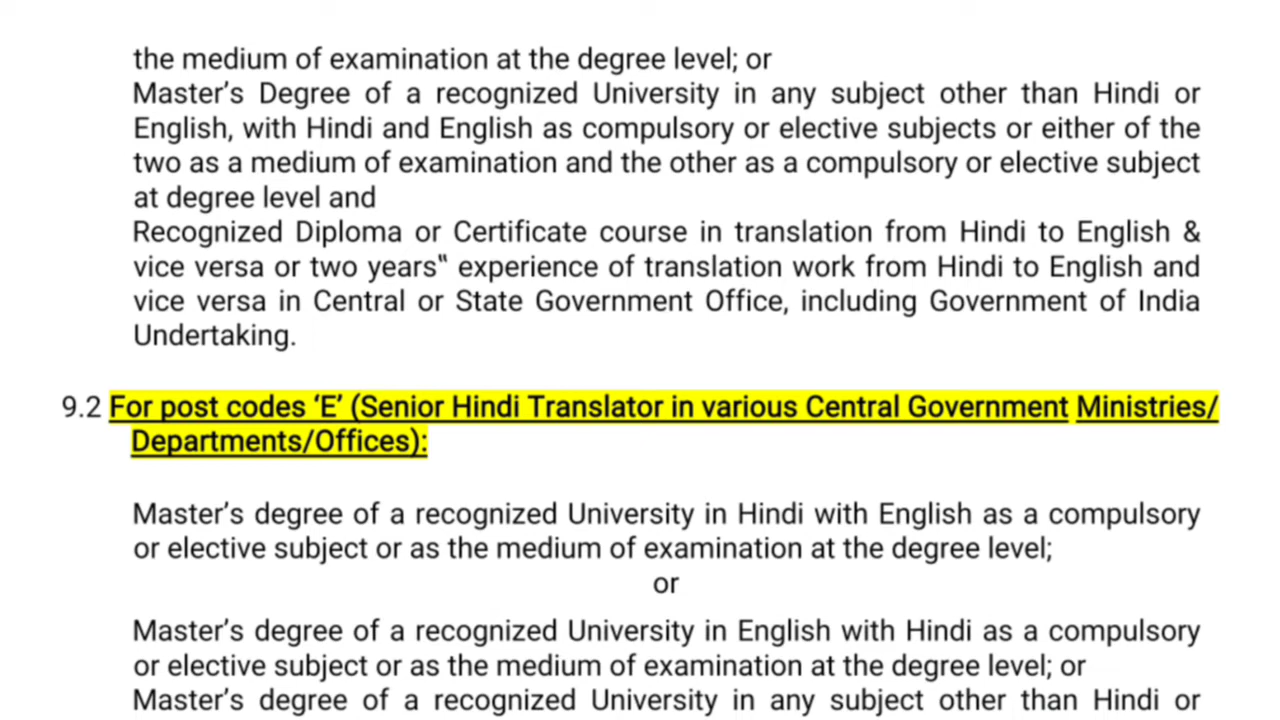 the medium of examination at the degree level; or
Master's Degree of a recognized University in any subject other than Hindi or
English, with Hindi and English as compulsory or elective subjects or either of the
two as a medium of examination and the other as a compulsory or elective subject
at degree level and
Recognized Diploma or Certificate course in translation from Hindi to English &
vice versa or two years‟ experience of translation work from Hindi to English and
vice versa in Central or State Government Office, including Government of India
Undertaking.
9.2 For post codes ‘E’ (Senior Hindi Translator in various Central Government Ministries/
Departments/Offices):
Master's degree of a recognized University in Hindi with English as a compulsory
or elective subject or as the medium of examination at the degree level;
or
Master's degree of a recognized University in English with Hindi as a compulsory
or elective subject or as the medium of examination at the degree level; or
Master's degree of a recognized University in any subject other than Hindi or